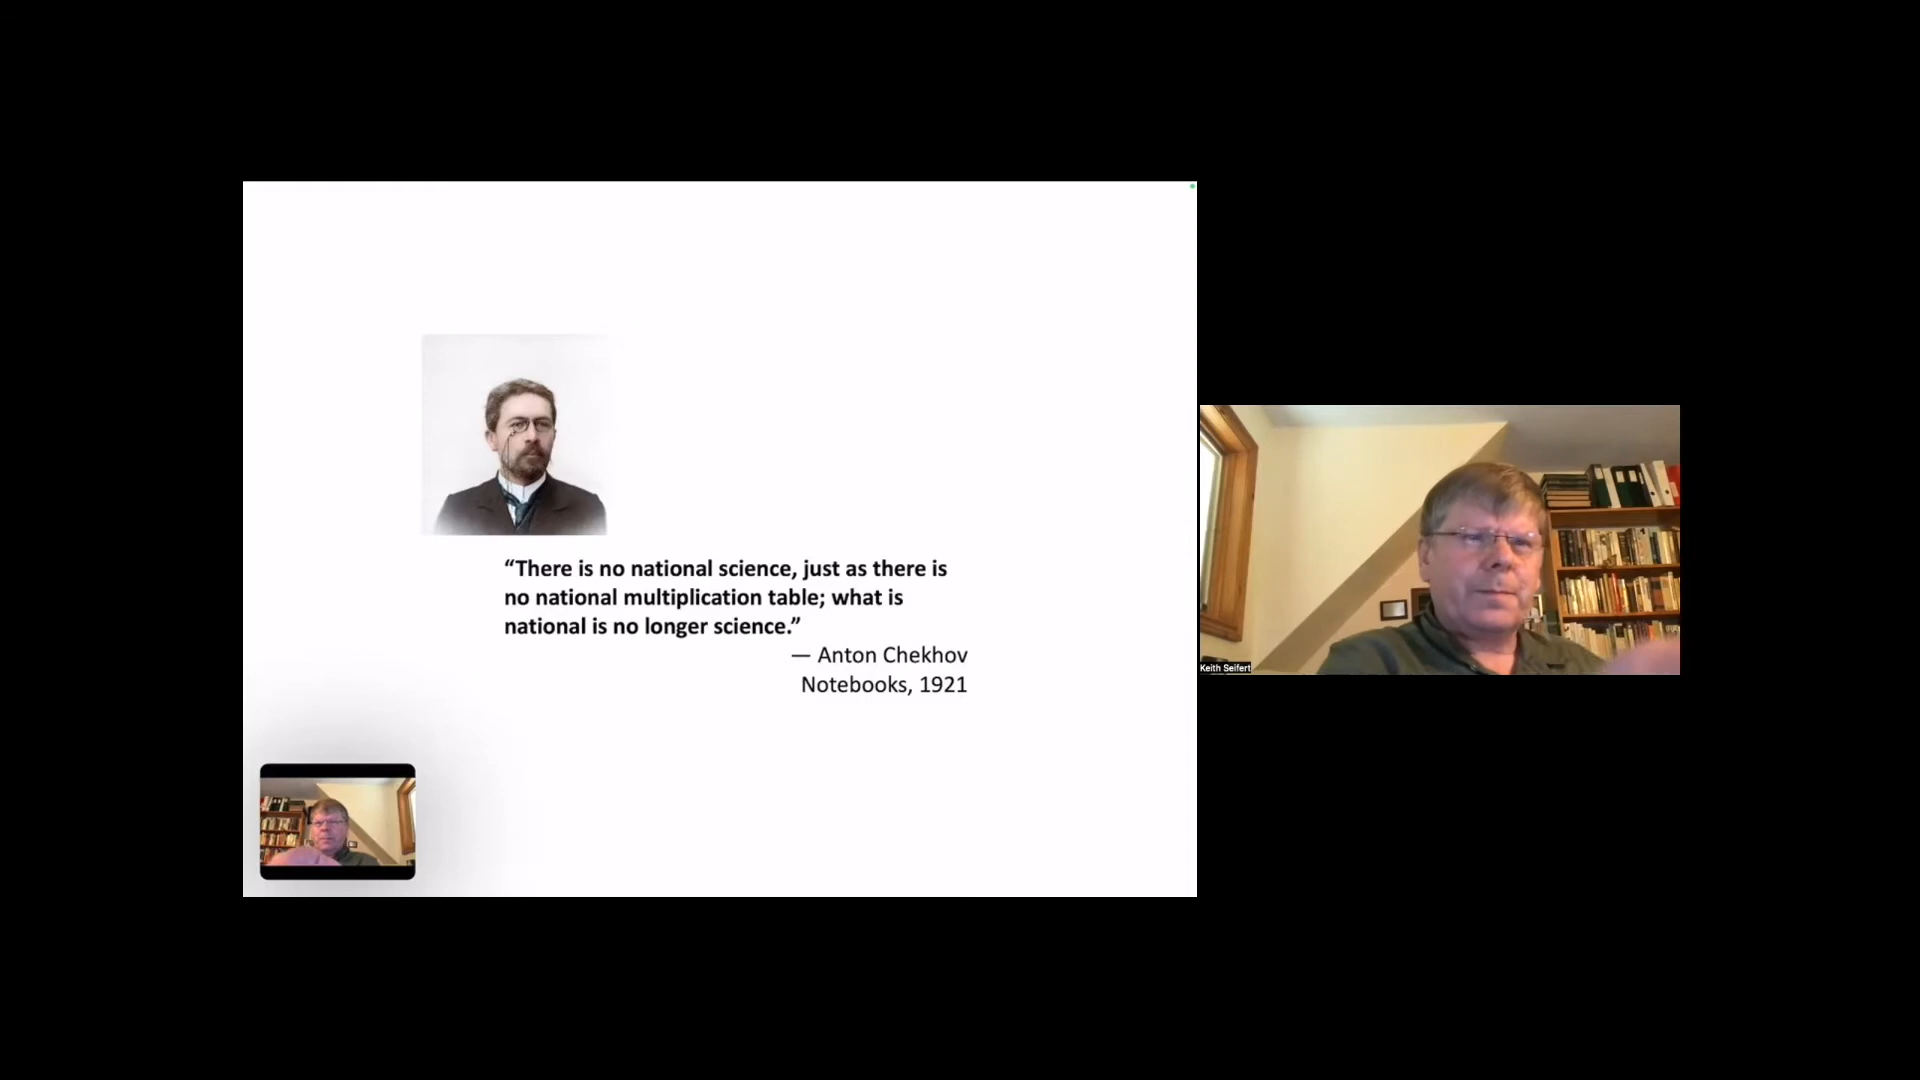 “There is no national science, just as there is
no national multiplication table; what is
national is no longer science.”
— Anton Chekhov
Notebooks, 1921
Keith Seifert